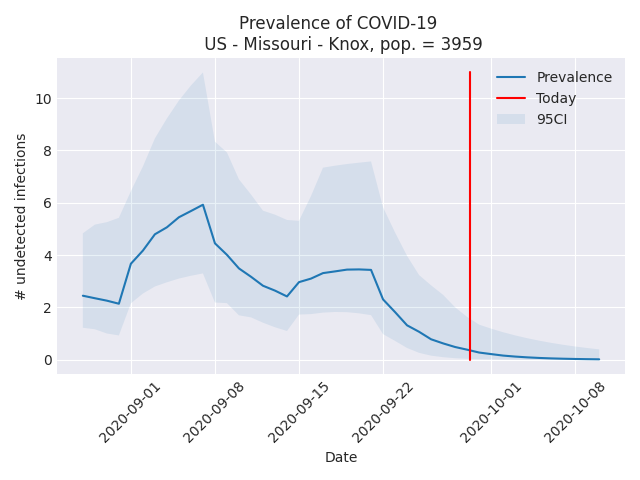 Prevalence of COVID-19
US - Missouri - Knox, pop. = 3959
Prevalence
Today
95CI
# undetected infections
10
8
6
4
2
0
2020-09-01
2020-09-08
2020-09-15
2020-09-22
2020-10-01
2020-10-08
Date